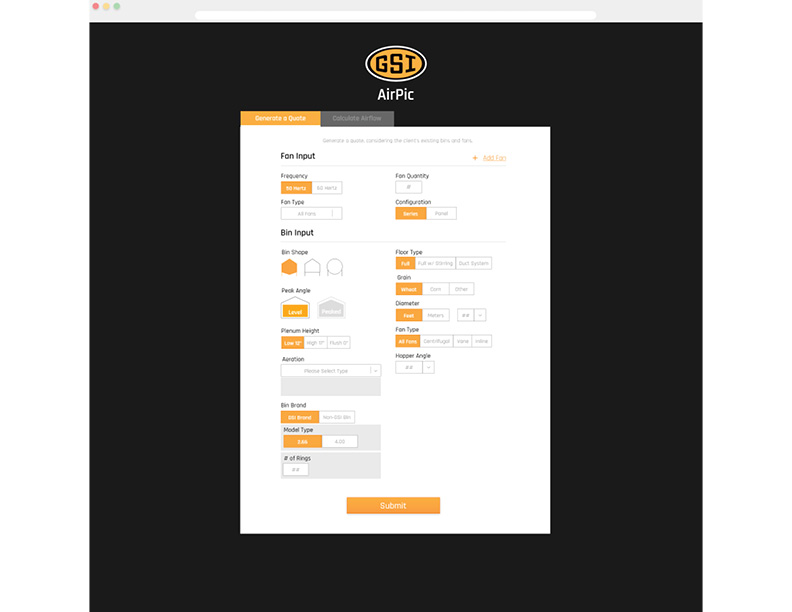 GSI
AirPic
Generate a Quote
Calculate Airflow
Generate a quote considering the client's existing bins and fans.
Fan Input
+ Add Fan
Frequency
50 Hertz
60 Hertz
Fan Quantity
#
Fan Type
All Fans
Configuration
Series
Panel
Bin Input
Bin Shape
Floor Type
Full
Full w/ Stirring
Duct System
Grain
Wheat
Corn
Other
Peak Angle
Level
Peaked
Diameter
Feet
Meters
##
Plenum Height
Low 12"
High 17"
Flush 0"
Fan Type
All Fans
Centrifugal
Vane
Inline
Aeration
Please Select Type
Hopper Angle
##
Bin Brand
GSI Brand
Non-GSI Bin
Model Type
2.66
4.00
# of Rings
##
Submit